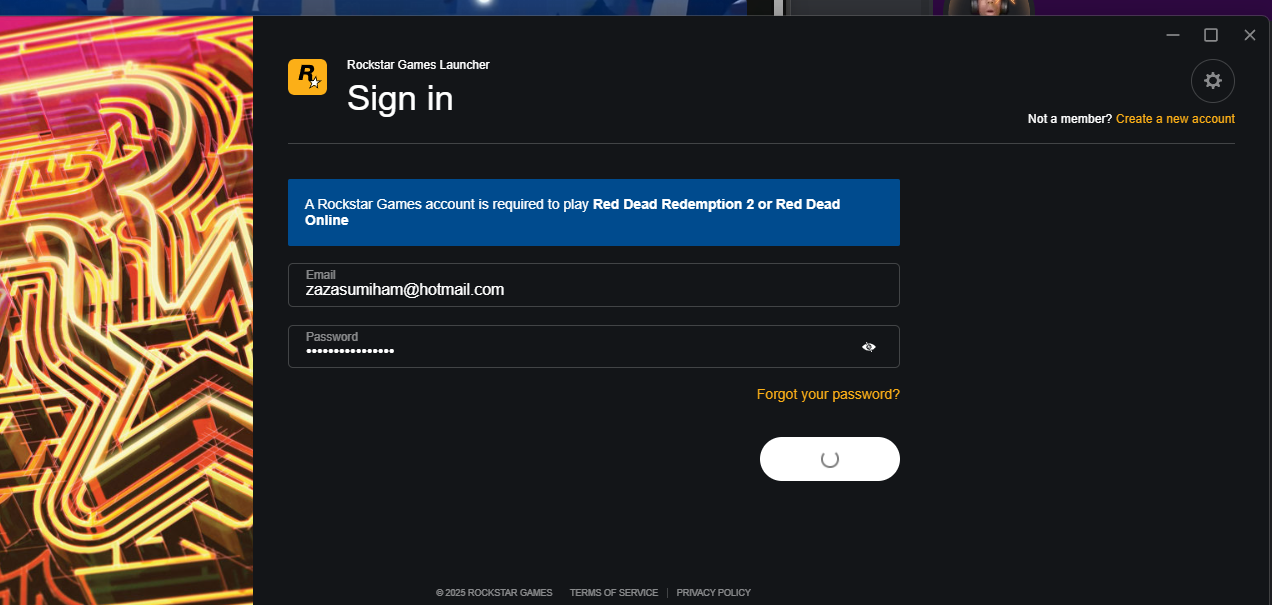 Rockstar Games Launcher
Sign in
Not a member? Create a new account
A Rockstar Games account is required to play Red Dead Redemption 2 or Red Dead
Online
Email
zazasumiham@hotmail.com
Password
••••••••••••••••
Forgot your password?
© 2025 ROCKSTAR GAMES TERMS OF SERVICE | PRIVACY POLICY